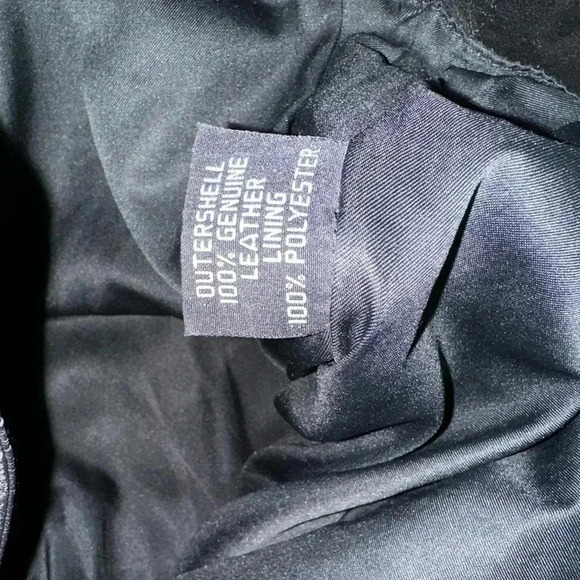 OUTERSHELL
100% GENUINE
LEATHER
LINING
100% POLYESTER